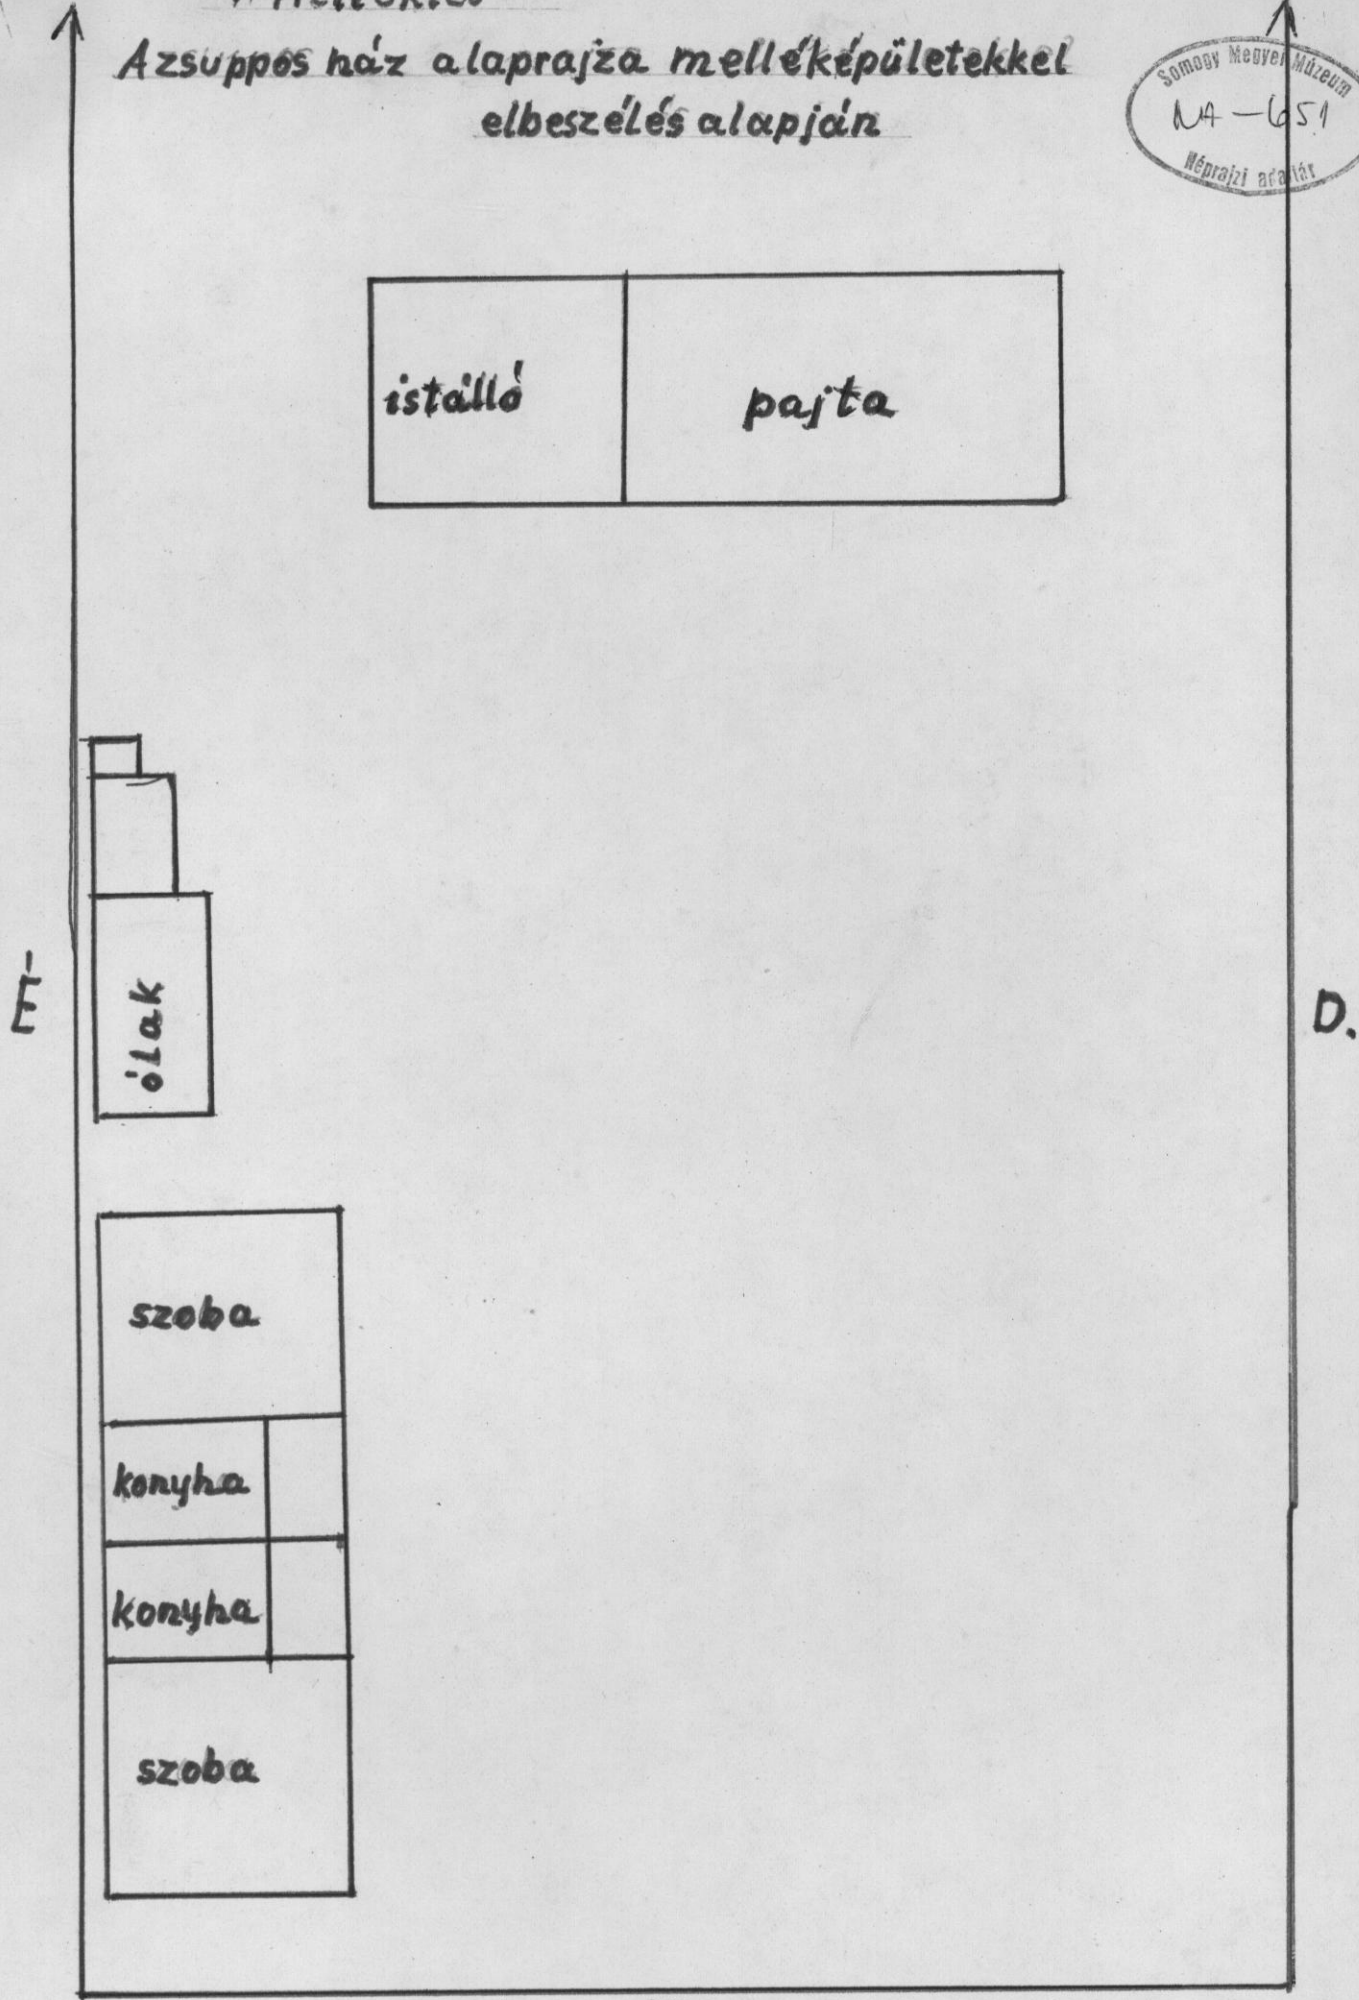 Azsuppos ház alaprajza melléképületekkel
elbeszélés alapján
Somogy Megyei Múzeum
NA-651
Néprajzi adattár
istálló
pajta
É
ólak
D.
szoba
konyha
konyha
szoba